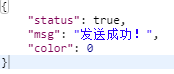 {
    "status": true,
    "msg": "发送成功！",
    "color": 0
}